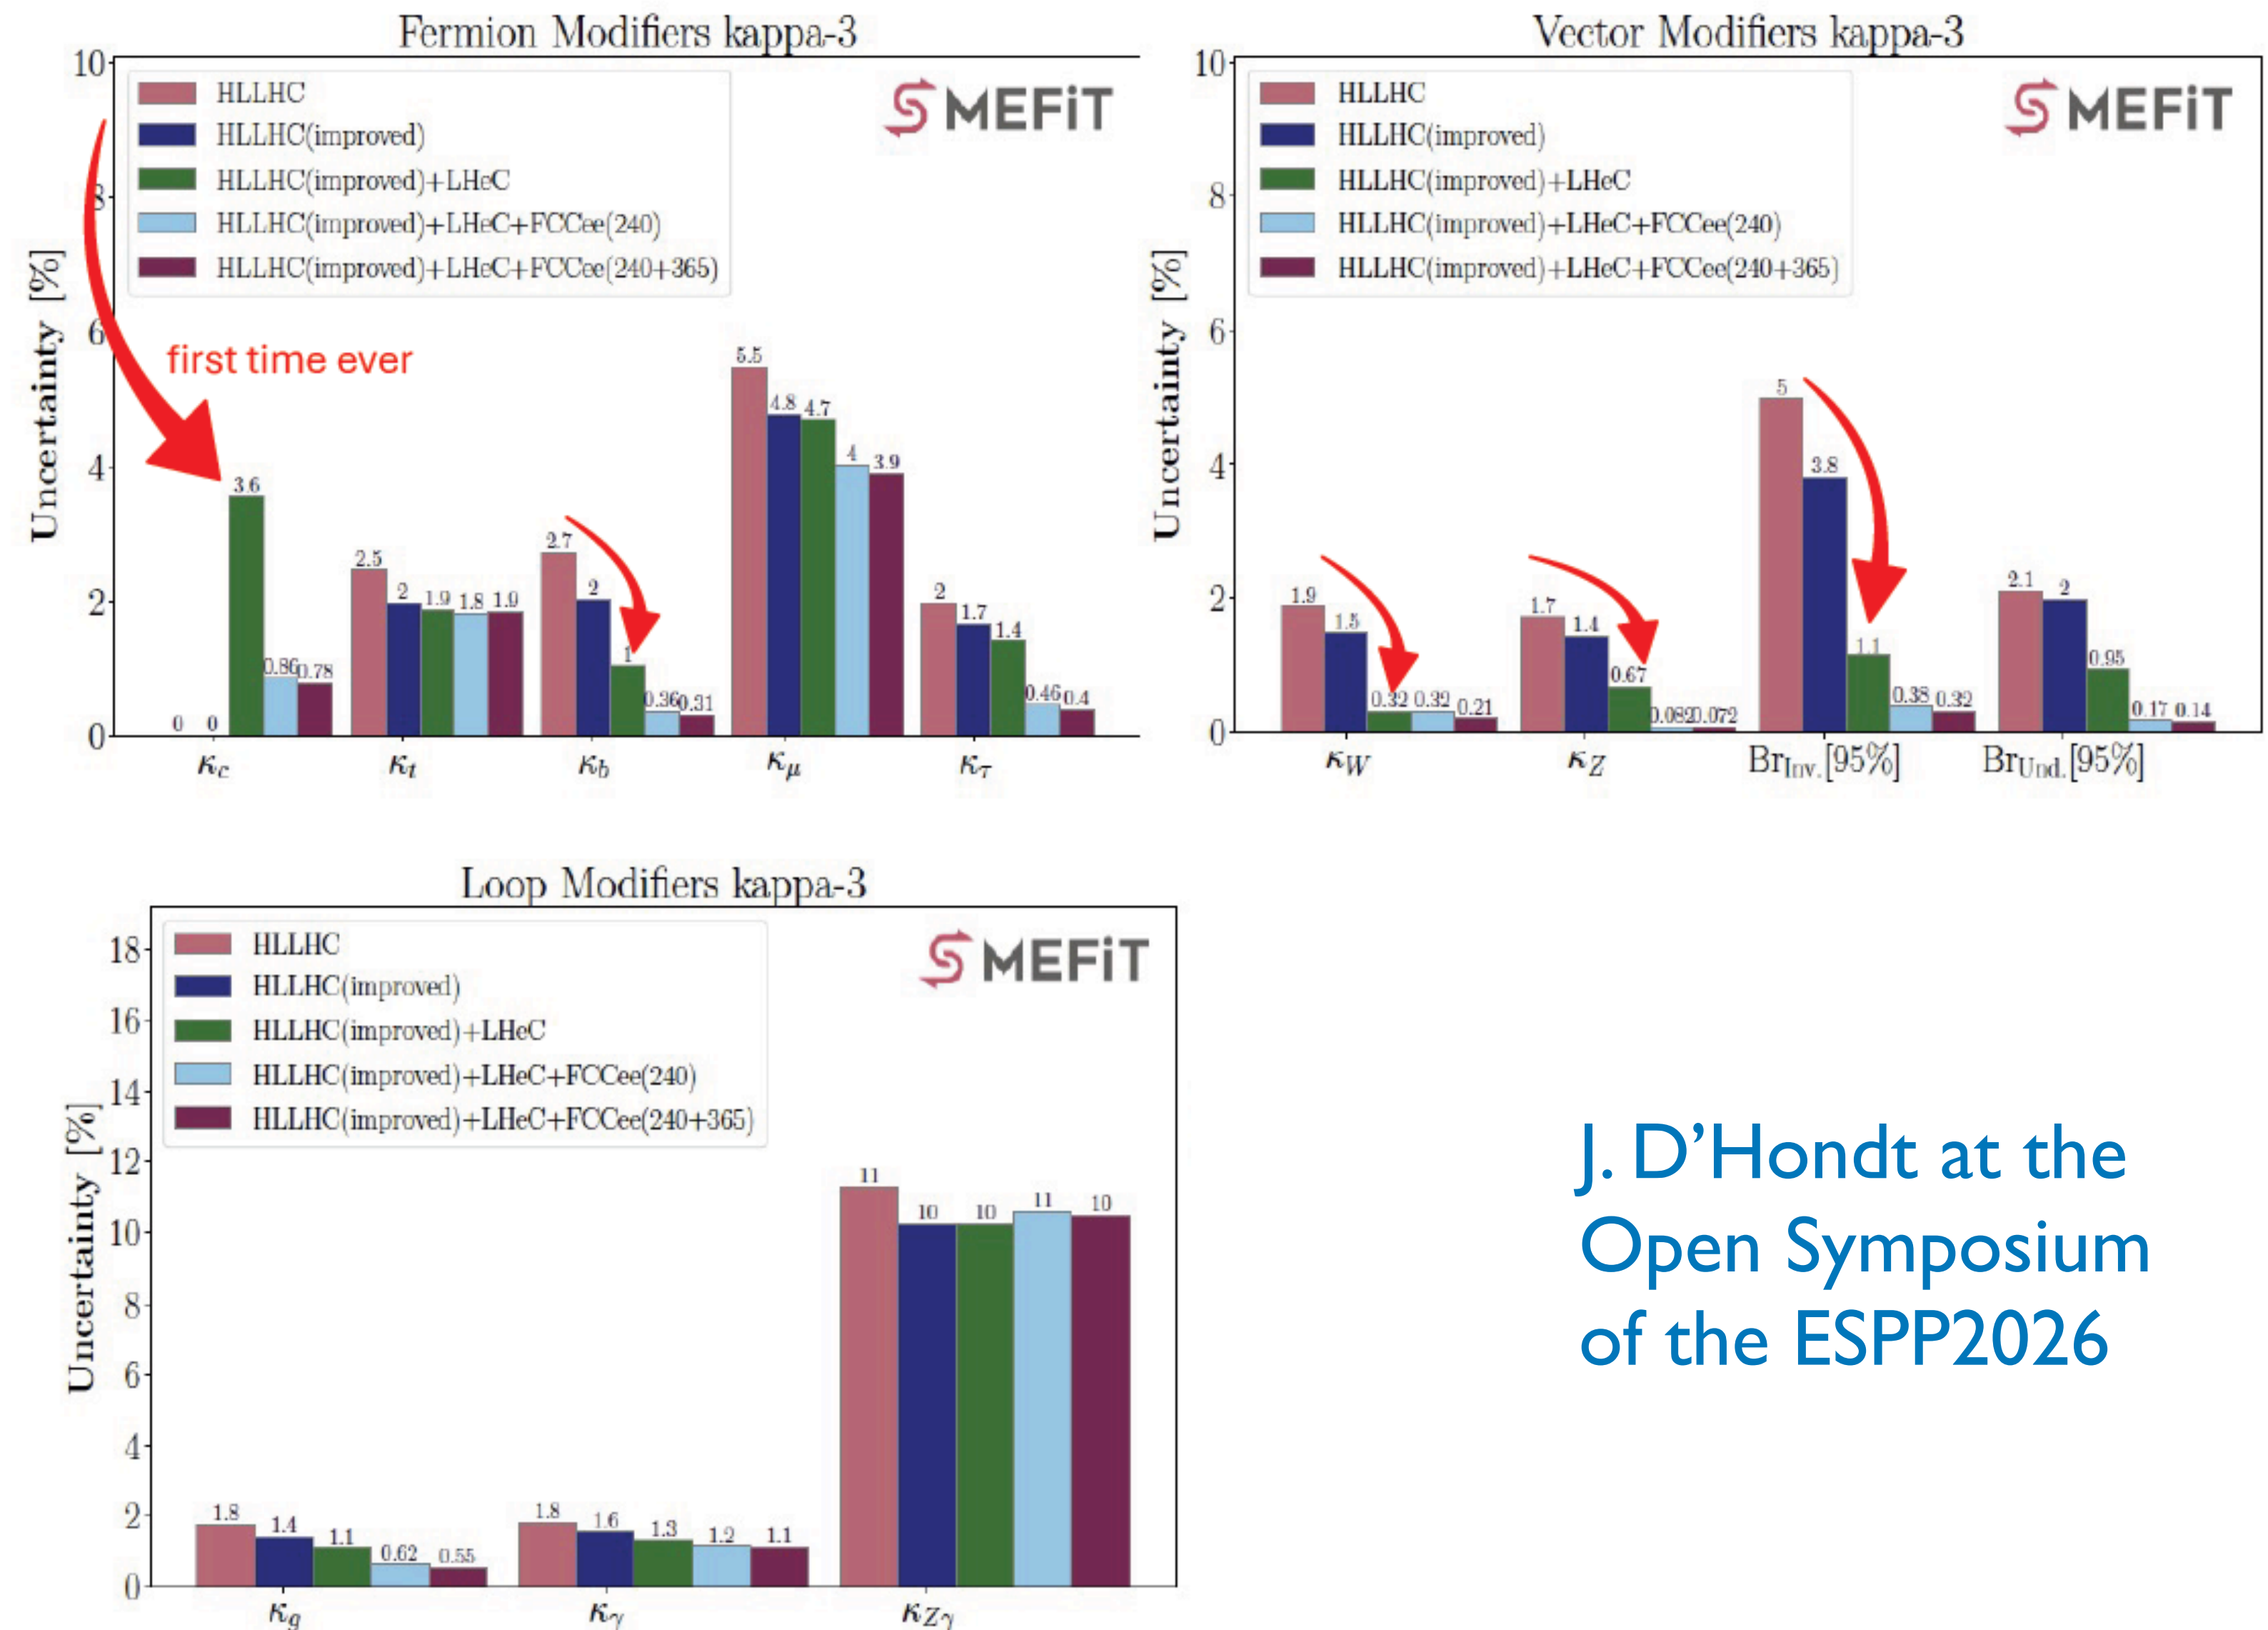 Fermion Modifiers kappa-3
10
8
6
4
2
0
Uncertainty [%]
HLLHC
HLLHC(improved)
HLLHC(improved)+LHeC
HLLHC(improved)+LHeC+FCCee(240)
HLLHC(improved)+LHeC+FCCee(240+365)
SMEFiT
first time ever
0 0 3.6 0.86 0.78
2.5 2 1.9 1.8 1.9
2.7 2 1 0.36 0.31
5.5 4.8 4.7 4 3.9
2 1.7 1.4 0.46 0.4
κc κt κb κμ κτ
Vector Modifiers kappa-3
10
8
6
4
2
0
Uncertainty [%]
HLLHC
HLLHC(improved)
HLLHC(improved)+LHeC
HLLHC(improved)+LHeC+FCCee(240)
HLLHC(improved)+LHeC+FCCee(240+365)
SMEFiT
1.9 1.5 0.32 0.32 0.21
1.7 1.4 0.67 0.082 0.072
5 3.8 1.1 0.38 0.32
2.1 2 0.95 0.17 0.14
κW κZ BrInv.[95%] BrUnd.[95%]
Loop Modifiers kappa-3
18
16
14
12
10
8
6
4
2
0
Uncertainty [%]
HLLHC
HLLHC(improved)
HLLHC(improved)+LHeC
HLLHC(improved)+LHeC+FCCee(240)
HLLHC(improved)+LHeC+FCCee(240+365)
SMEFiT
1.8 1.4 1.1 0.62 0.55
1.8 1.6 1.3 1.2 1.1
11 10 10 11 10
κg κγ κZγ
J. D’Hondt at the
Open Symposium
of the ESPP2026